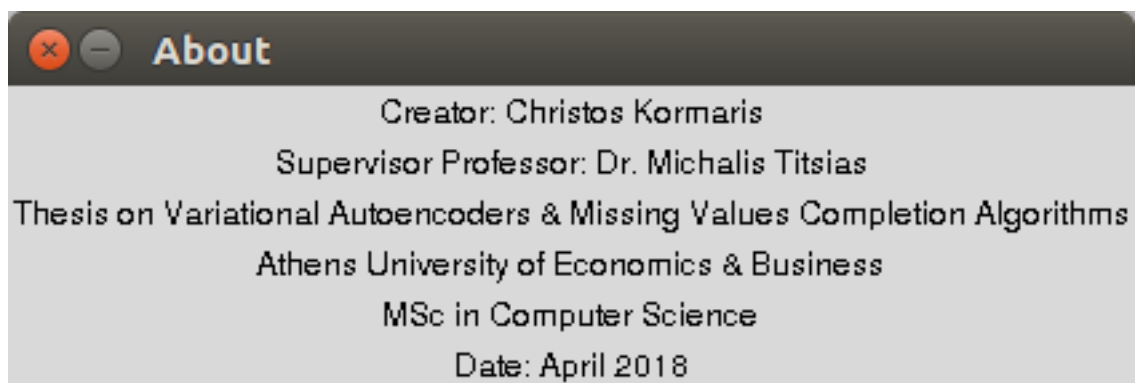 About
Creator: Christos Kormaris
Supervisor Professor: Dr. Michalis Titsias
Thesis on Variational Autoencoders & Missing Values Completion Algorithms
Athens University of Economics & Business
MSc in Computer Science
Date: April 2018